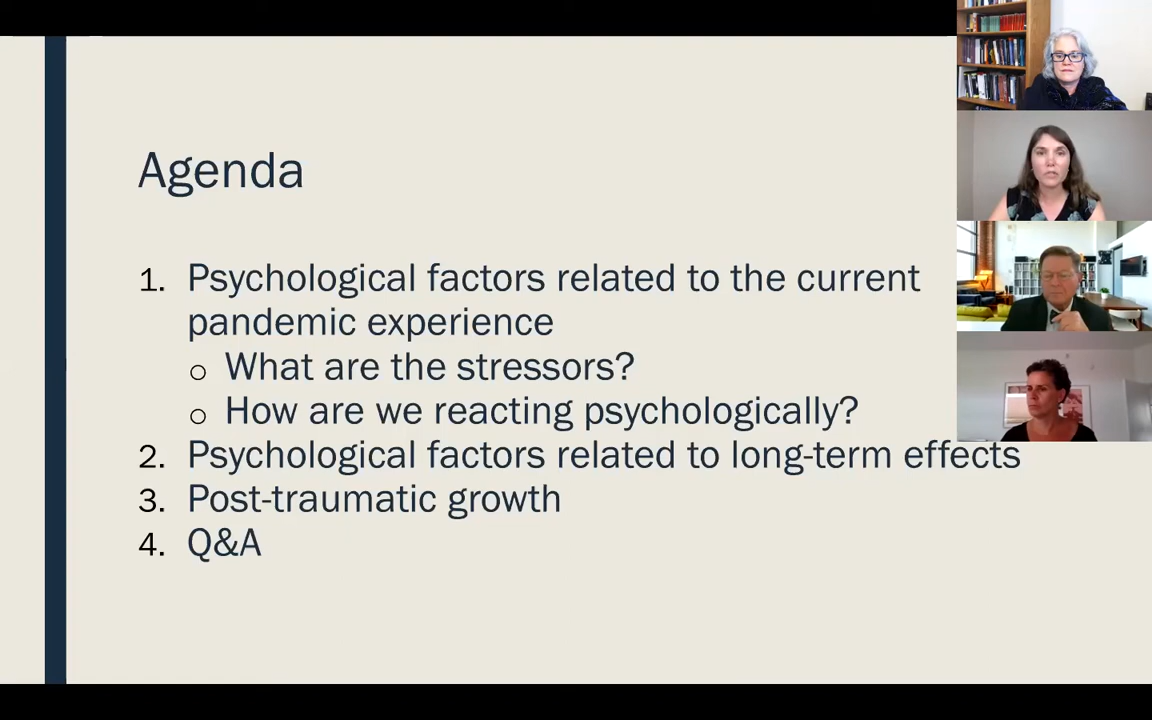 Agenda
1. Psychological factors related to the current
pandemic experience
o What are the stressors?
o How are we reacting psychologically?
2. Psychological factors related to long-term effects
3. Post-traumatic growth
4. Q&A